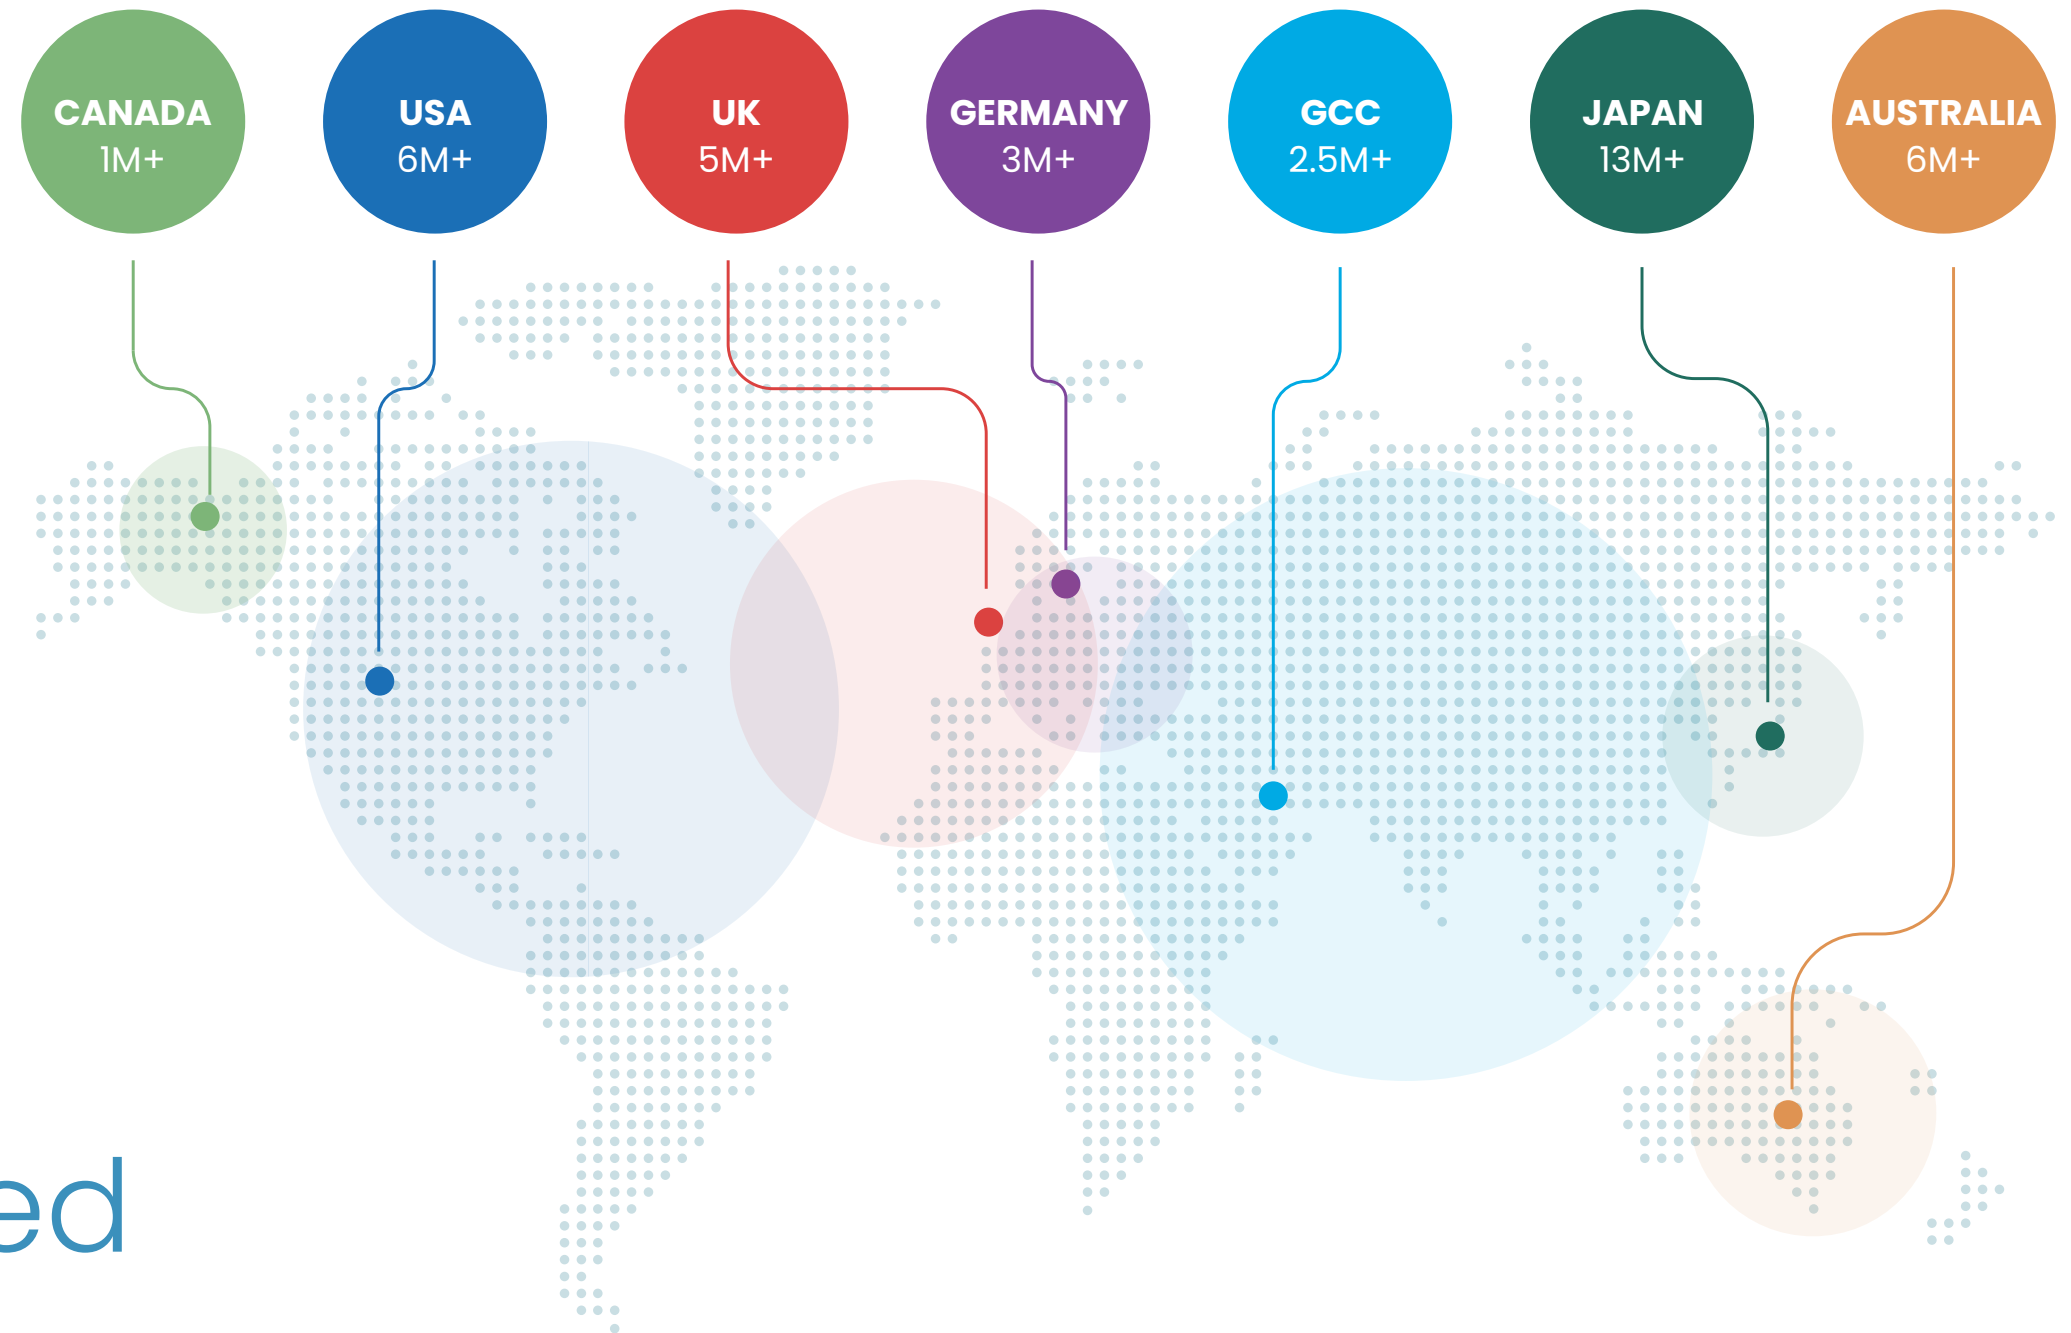 CANADA
1M+
USA
6M+
UK
5M+
GERMANY
3M+
GCC
2.5M+
JAPAN
13M+
AUSTRALIA
6M+
ed